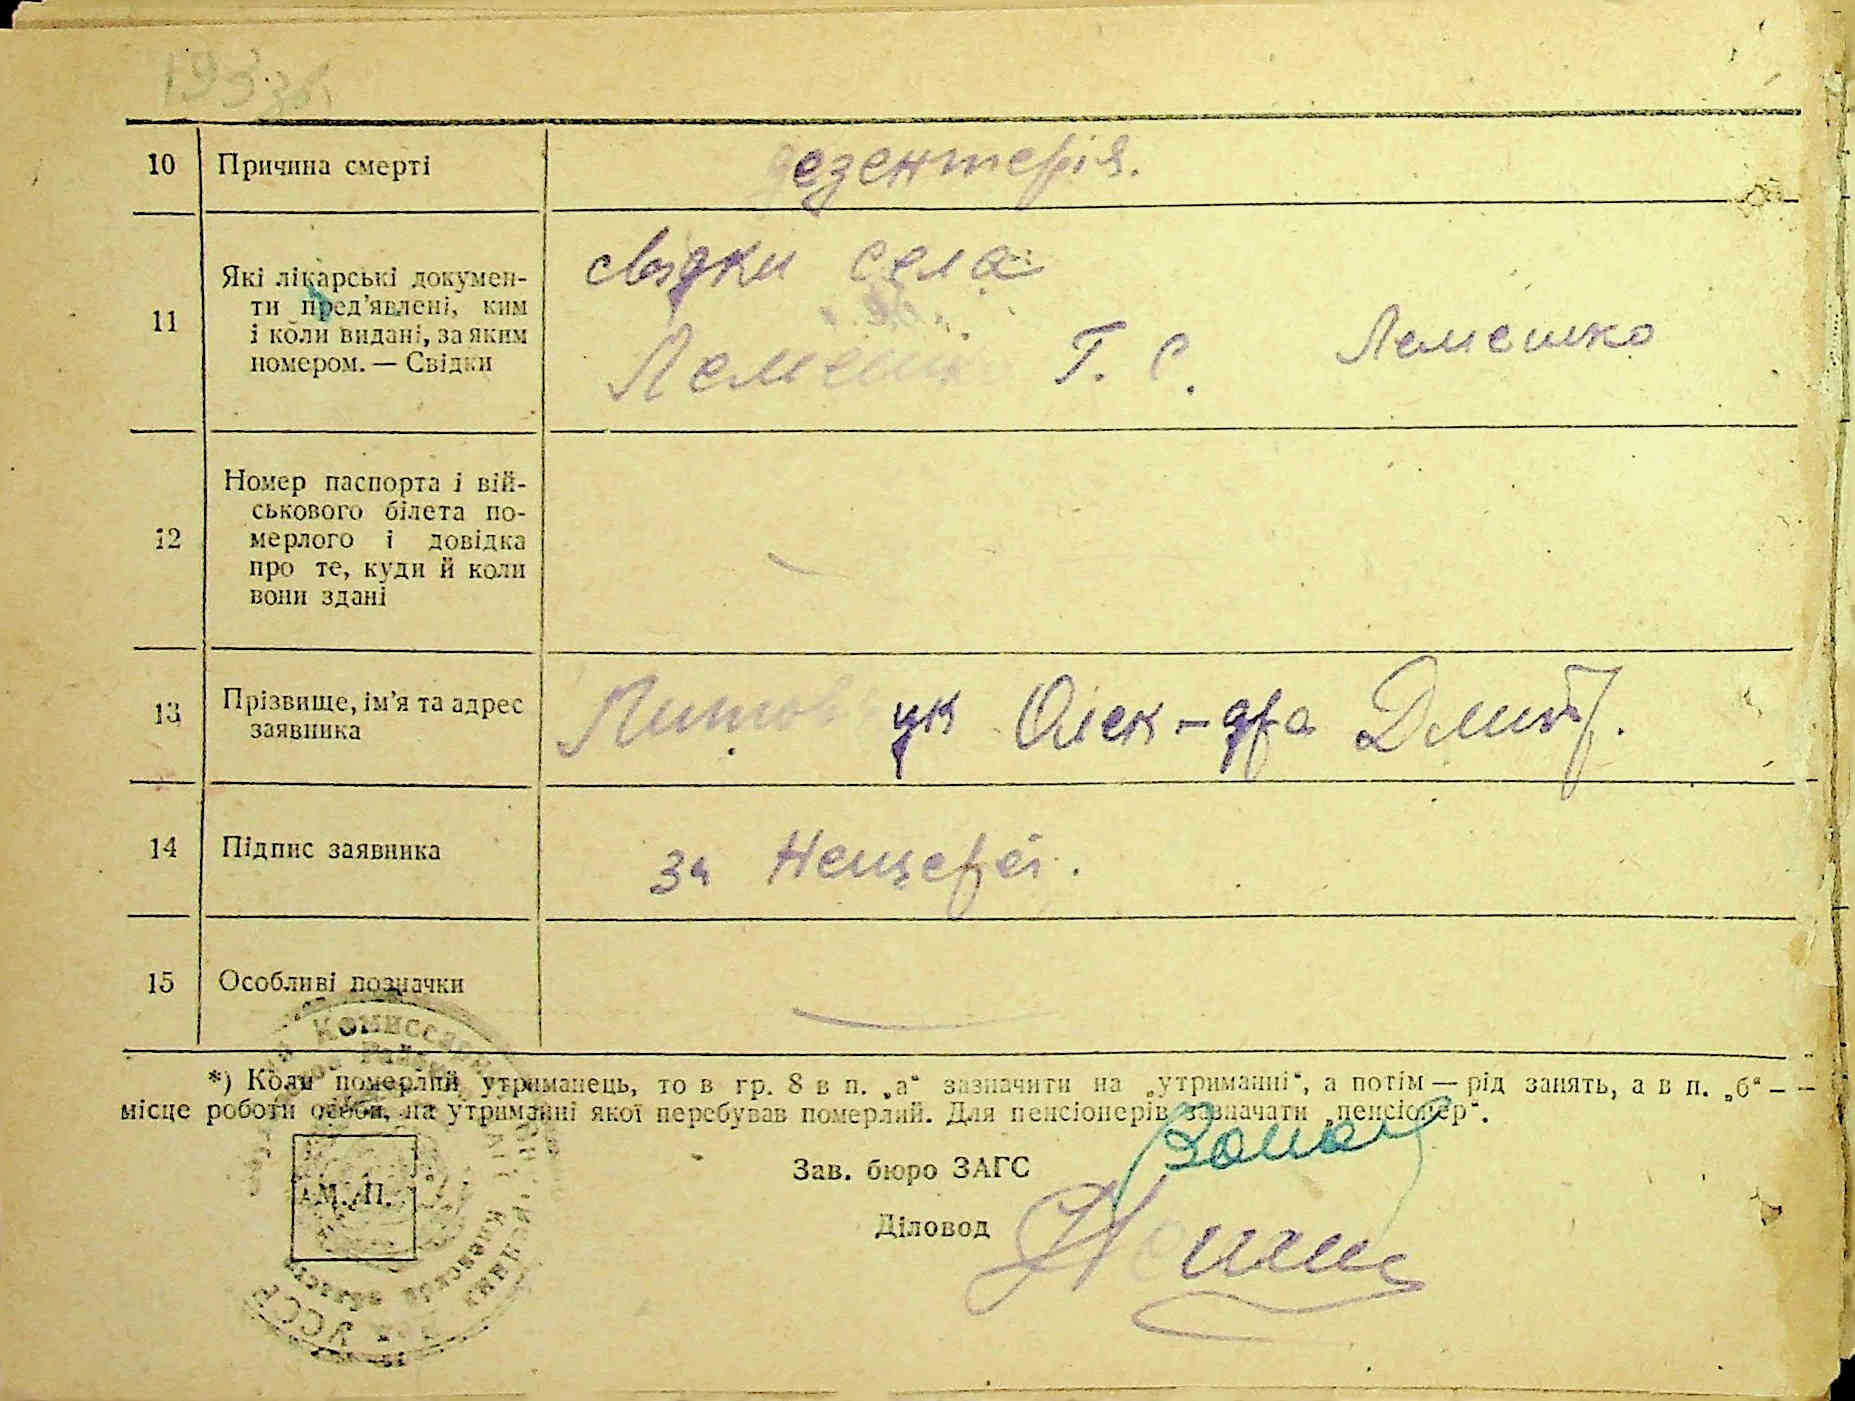 10 Причина смерті дезентерія.
11 Які лікарські докумен-
ти пред'явлені, ким
і коли видані, за яким
номером. — Свідки
свідки села
Лемешко Г. С. Лемешко
12 Номер паспорта і вій-
ськового білета по-
мерлого і довідка
про те, куди й коли
вони здані
13 Прізвище, ім'я та адрес
заявника
Литов цк Олек-дра Дмит.
14 Підпис заявника за
15 Особливі позначки
*) Коли померлий утриманець, то в гр. 8 в п. „а“ зазначити на „утриманні“, а потім — рід занять, а в п. „б“ —
місце роботи особи, на утриманні якої перебував померлий. Для пенсіонерів зазначати „пенсіонер“.
Зав. бюро ЗАГС
М. П.
Діловод